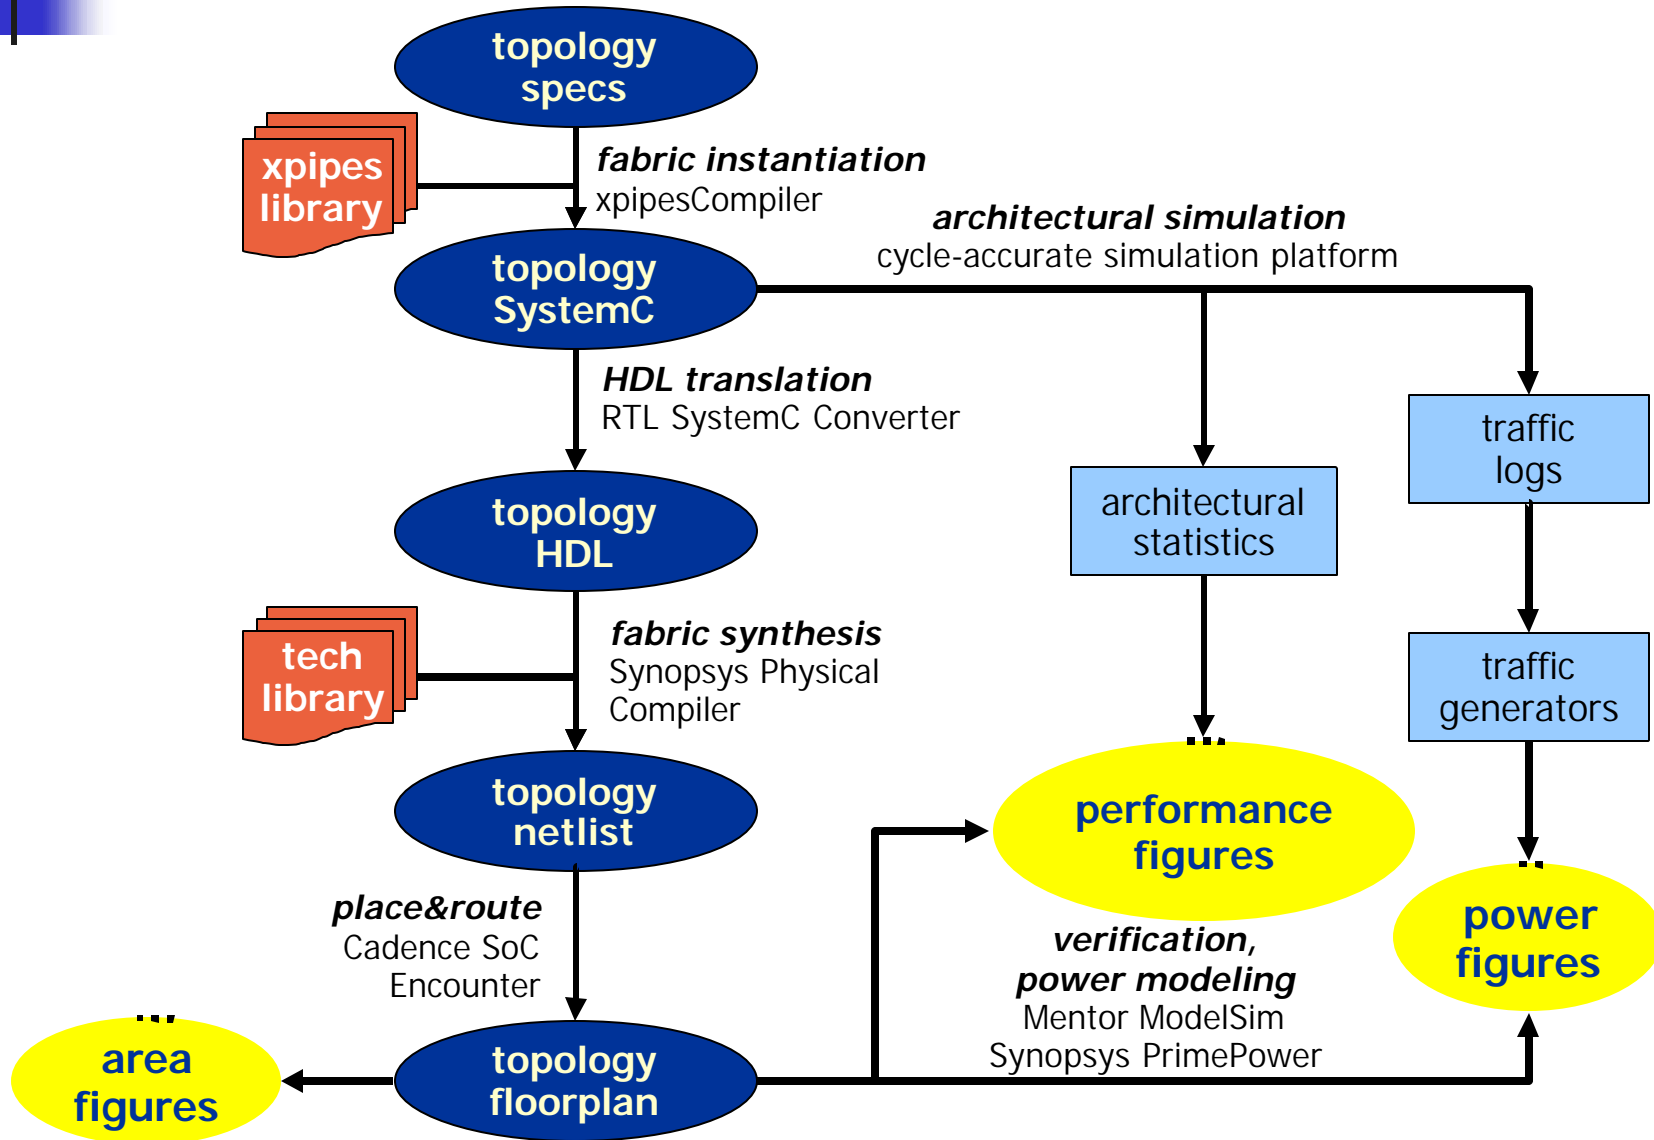 topology
specs
xpipes
library
fabric instantiation
xpipesCompiler
architectural simulation
cycle-accurate simulation platform
topology
SystemC
HDL translation
RTL SystemC Converter
traffic
logs
architectural
statistics
topology
HDL
tech
library
fabric synthesis
Synopsys Physical
Compiler
traffic
generators
topology
netlist
performance
figures
place&route
Cadence SoC
Encounter
power
figures
verification,
power modeling
Mentor ModelSim
Synopsys PrimePower
area
figures
topology
floorplan